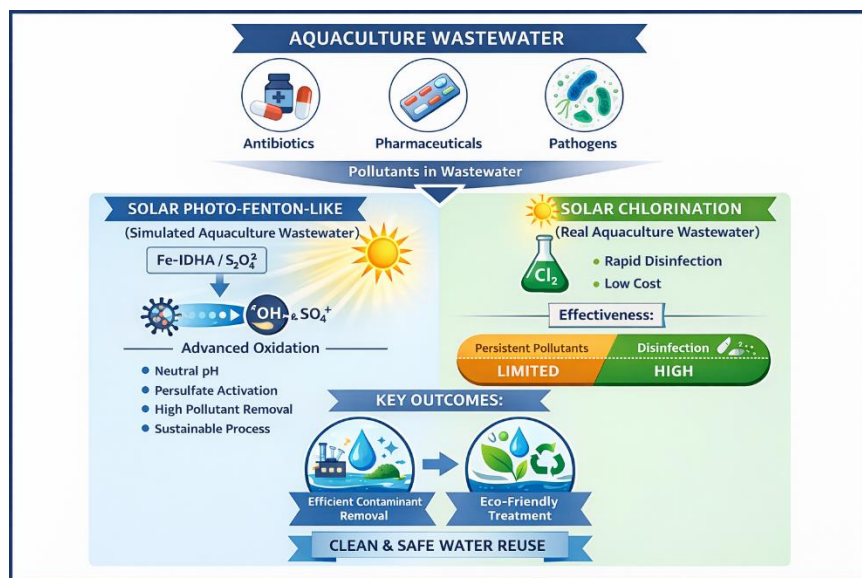 AQUACULTURE WASTEWATER
Antibiotics
Pharmaceuticals
Pathogens
Pollutants in Wastewater
SOLAR PHOTO-FENTON-LIKE
(Simulated Aquaculture Wastewater)
Fe-IDHA / S₂O₄²
•OH• & SO₄⁺
Advanced Oxidation
• Neutral pH
• Persulfate Activation
• High Pollutant Removal
• Sustainable Process
SOLAR CHLORINATION
(Real Aquaculture Wastewater)
Cl₂
• Rapid Disinfection
• Low Cost
Effectiveness:
Persistent Pollutants
LIMITED
Disinfection
HIGH
KEY OUTCOMES:
Efficient Contaminant
Removal
Eco-Friendly
Treatment
CLEAN & SAFE WATER REUSE